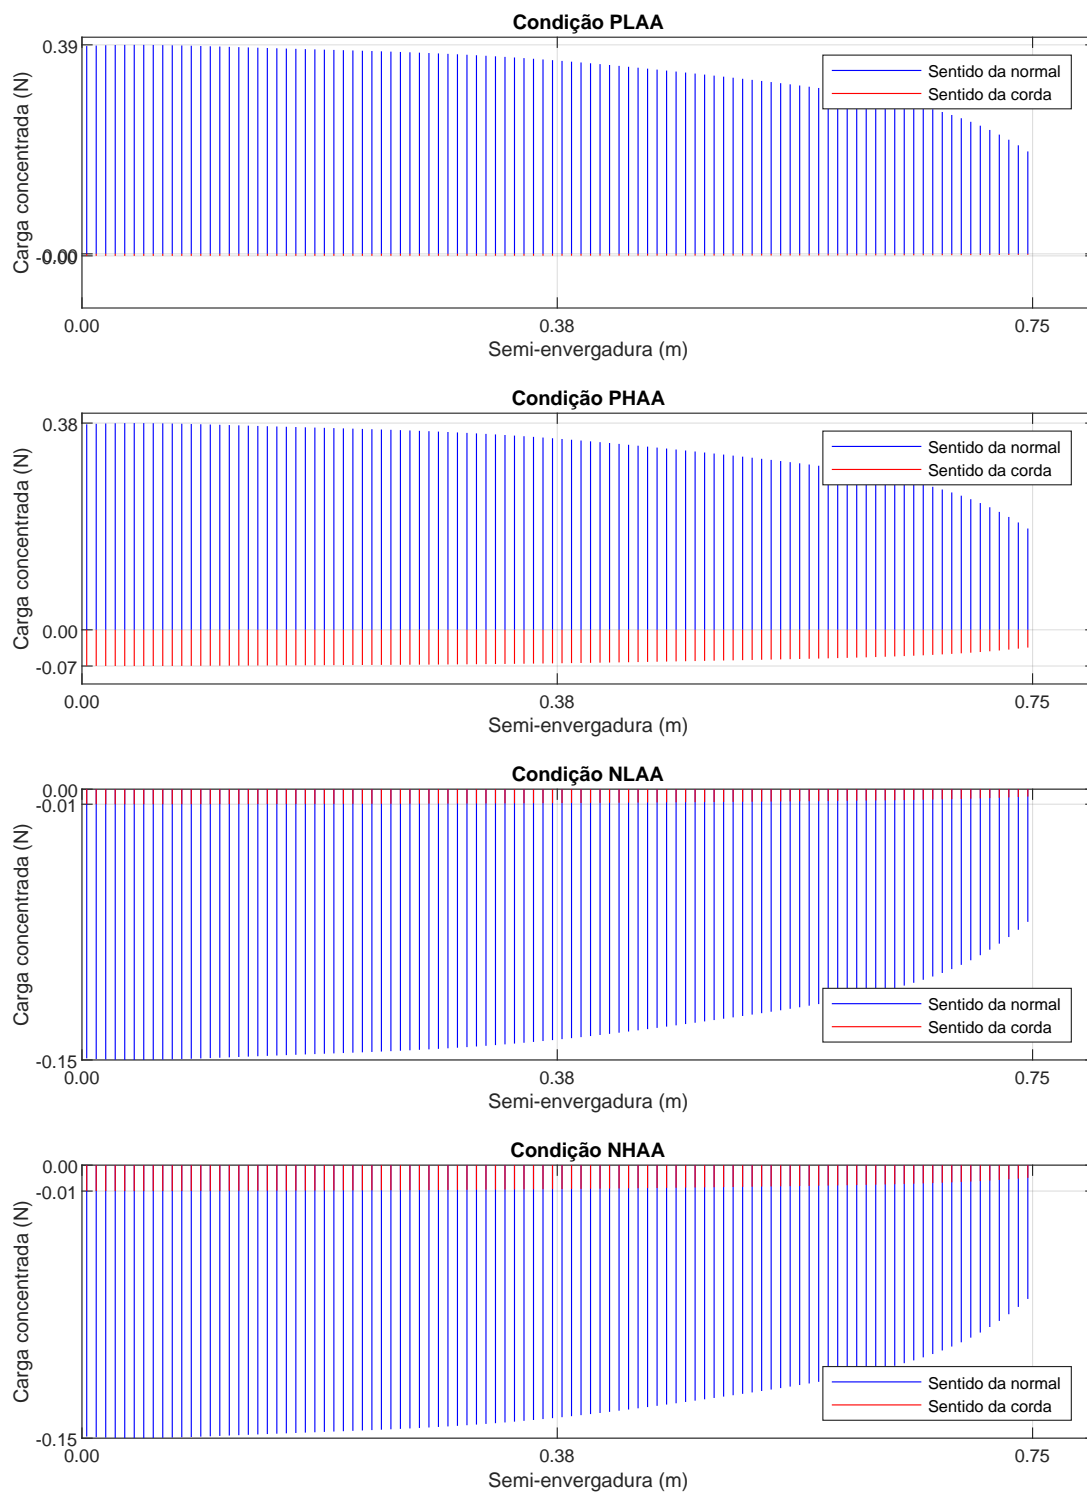 Condição PLAA
Carga concentrada (N)
0.39
-0.00
0.00
Sentido da normal
Sentido da corda
0.00
0.38
0.75
Semi-envergadura (m)
Condição PHAA
Carga concentrada (N)
0.38
0.00
-0.07
Sentido da normal
Sentido da corda
0.00
0.38
0.75
Semi-envergadura (m)
Condição NLAA
Carga concentrada (N)
0.00
-0.01
-0.15
Sentido da normal
Sentido da corda
0.00
0.38
0.75
Semi-envergadura (m)
Condição NHAA
Carga concentrada (N)
0.00
-0.01
-0.15
Sentido da normal
Sentido da corda
0.00
0.38
0.75
Semi-envergadura (m)